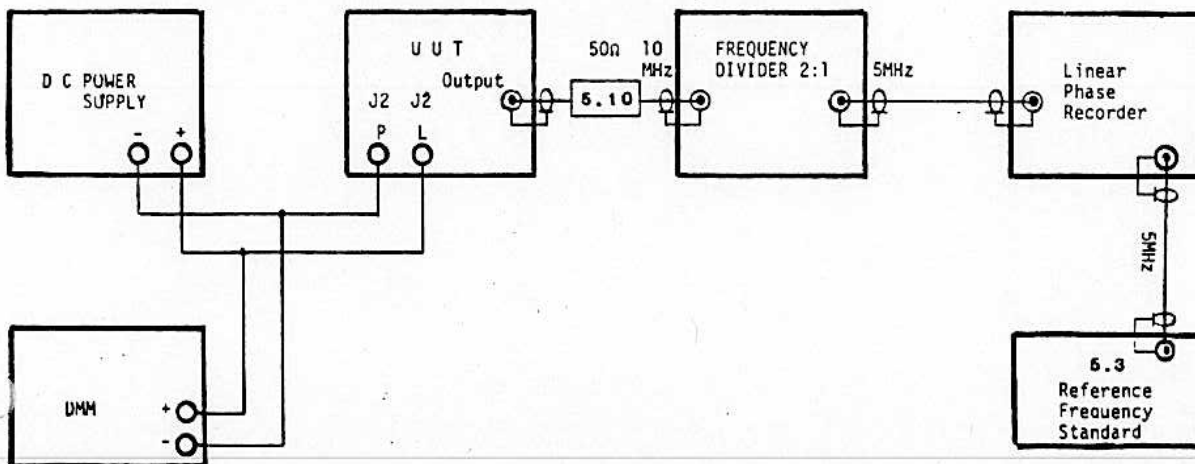 D C POWER
SUPPLY
- +
U U T
Output
J2 J2
P L
50Ω 10
MHz
5.10
FREQUENCY
DIVIDER 2:1
5MHz
Linear
Phase
Recorder
5MHz
DMM
+
-
5.3
Reference
Frequency
Standard